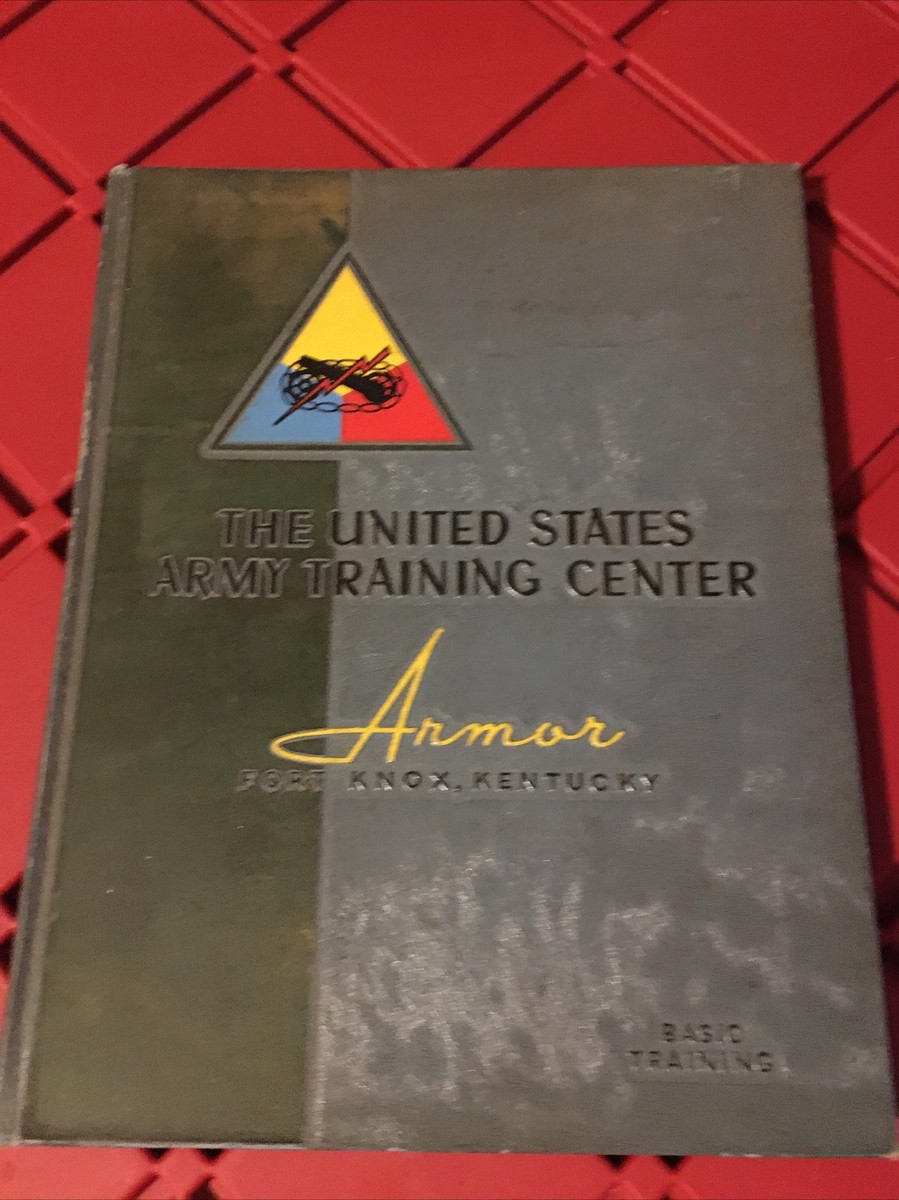 THE UNITED STATES
ARMY TRAINING CENTER
Armor
FORT KNOX, KENTUCKY
BASIC
TRAINING